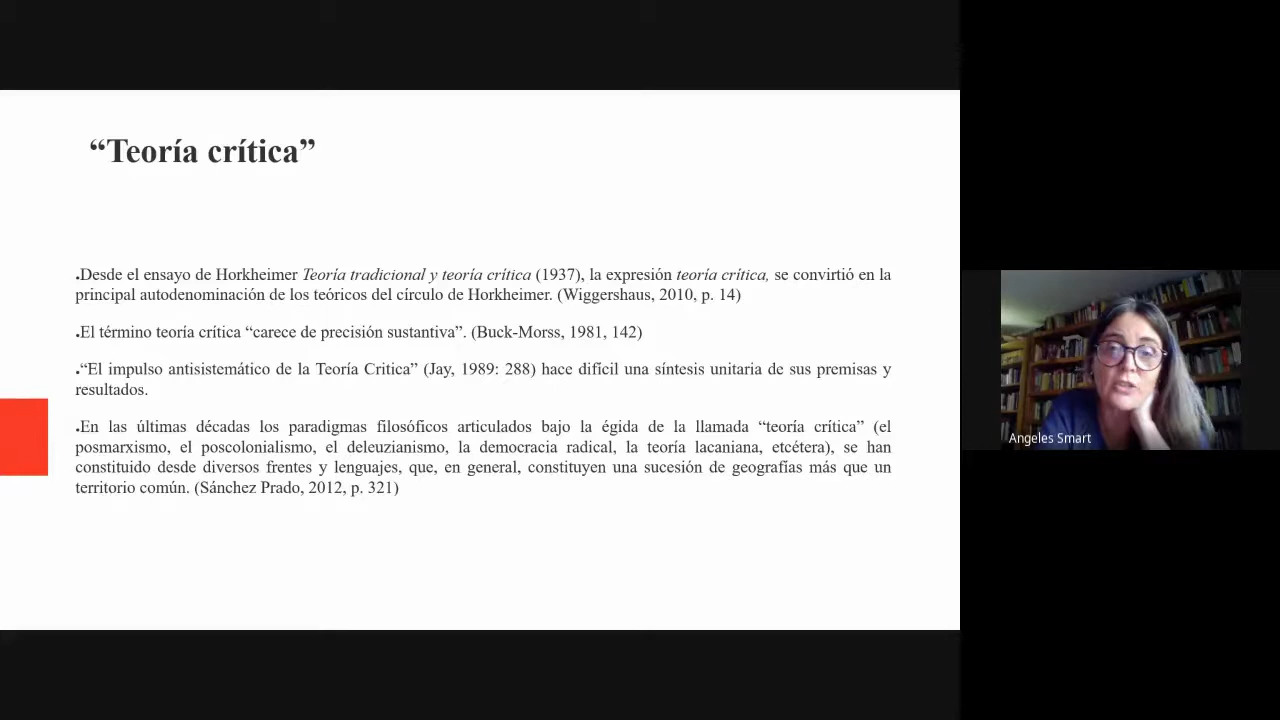 “Teoría crítica”
.Desde el ensayo de Horkheimer Teoría tradicional y teoría crítica (1937), la expresión teoría crítica, se convirtió en la
principal autodenominación de los teóricos del círculo de Horkheimer. (Wiggershaus, 2010, p. 14)
.El término teoría crítica “carece de precisión sustantiva”. (Buck-Morss, 1981, 142)
.“El impulso antisistemático de la Teoría Critica” (Jay, 1989: 288) hace difícil una síntesis unitaria de sus premisas y
resultados.
.En las últimas décadas los paradigmas filosóficos articulados bajo la égida de la llamada “teoría crítica” (el
posmarxismo, el poscolonialismo, el deleuzianismo, la democracia radical, la teoría lacaniana, etcétera), se han
constituido desde diversos frentes y lenguajes, que, en general, constituyen una sucesión de geografías más que un
territorio común. (Sánchez Prado, 2012, p. 321)
Angeles Smart